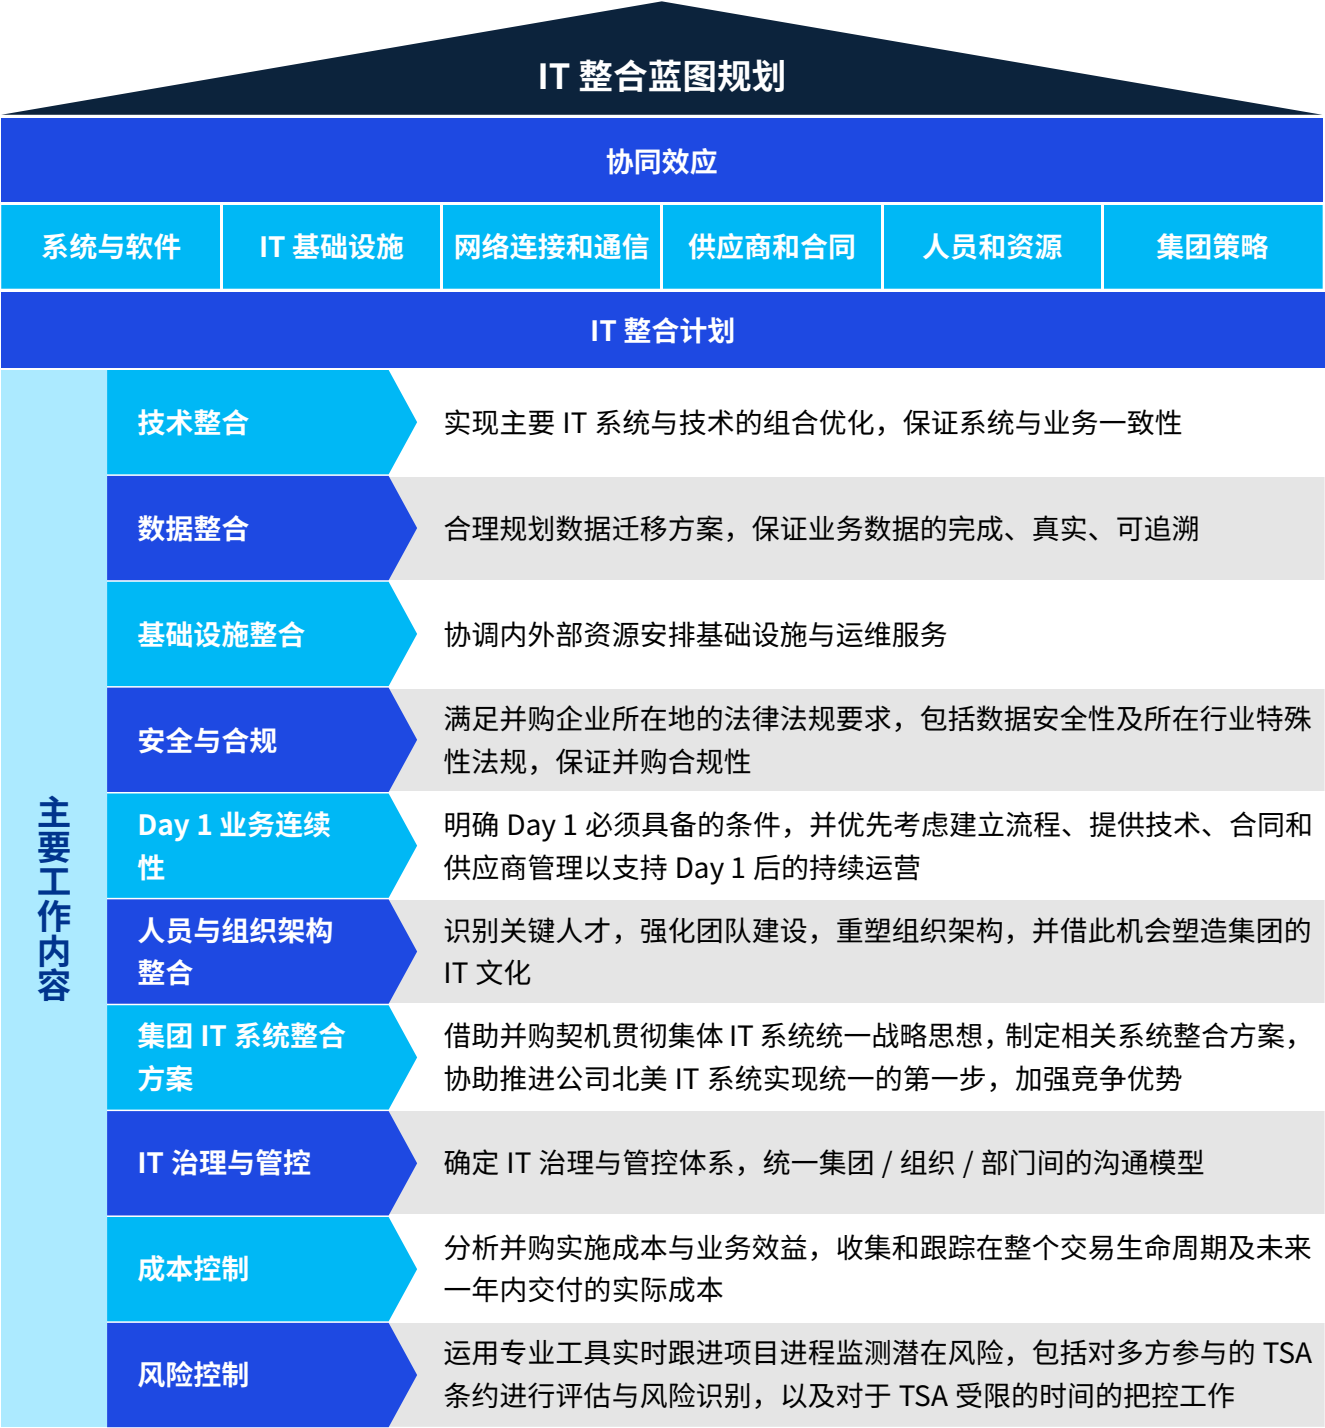 IT 整合蓝图规划
协同效应
系统与软件
IT 基础设施
网络连接和通信
供应商和合同
人员和资源
集团策略
IT 整合计划
主要工作内容
技术整合
实现主要 IT 系统与技术的组合优化，保证系统与业务一致性
数据整合
合理规划数据迁移方案，保证业务数据的完成、真实、可追溯
基础设施整合
协调内外部资源安排基础设施与运维服务
安全与合规
满足并购企业所在地的法律法规要求，包括数据安全性及所在行业特殊
性法规，保证并购合规性
Day 1 业务连续
性
明确 Day 1 必须具备的条件，并优先考虑建立流程、提供技术、合同和
供应商管理以支持 Day 1 后的持续运营
人员与组织架构
整合
识别关键人才，强化团队建设，重塑组织架构，并借此机会塑造集团的
IT 文化
集团 IT 系统整合
方案
借助并购契机贯彻集体 IT 系统统一战略思想，制定相关系统整合方案，
协助推进公司北美 IT 系统实现统一的第一步，加强竞争优势
IT 治理与管控
确定 IT 治理与管控体系，统一集团 / 组织 / 部门间的沟通模型
成本控制
分析并购实施成本与业务效益，收集和跟踪在整个交易生命周期及未来
一年内交付的实际成本
风险控制
运用专业工具实时跟进项目进程监测潜在风险，包括对多方参与的 TSA
条约进行评估与风险识别，以及对于 TSA 受限的时间的把控工作